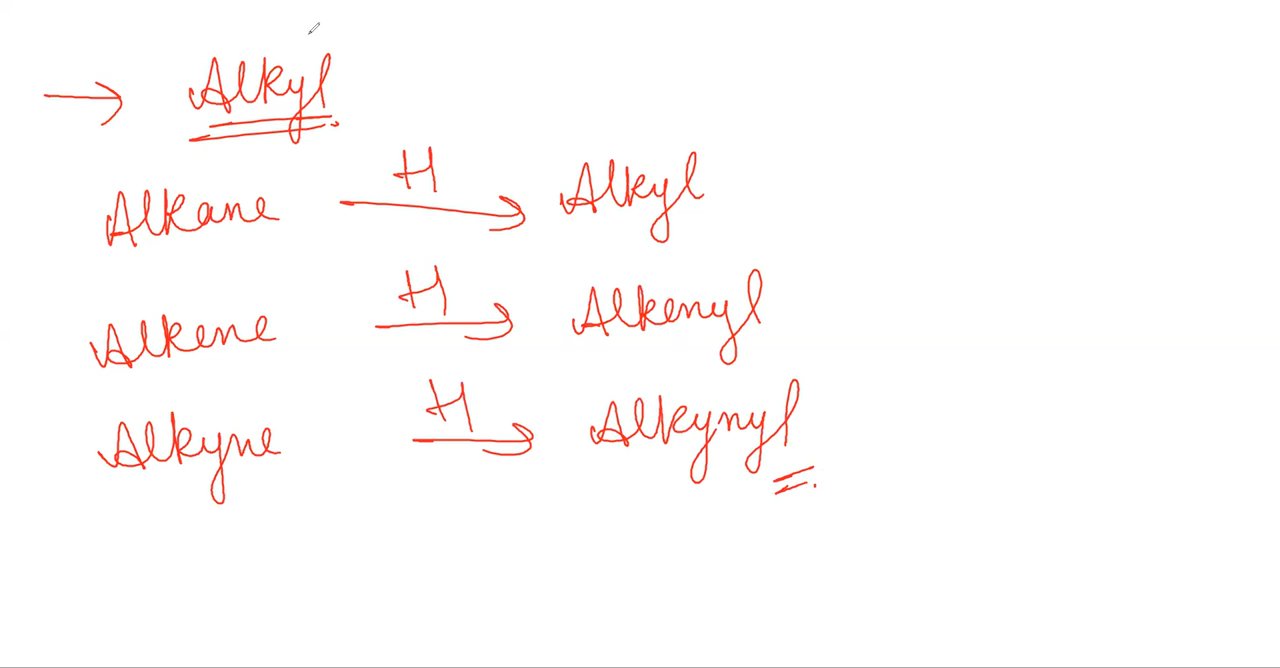 → Alkyl
Alkane H → Alkyl
Alkene H → Alkenyl
Alkyne H → Alkynyl